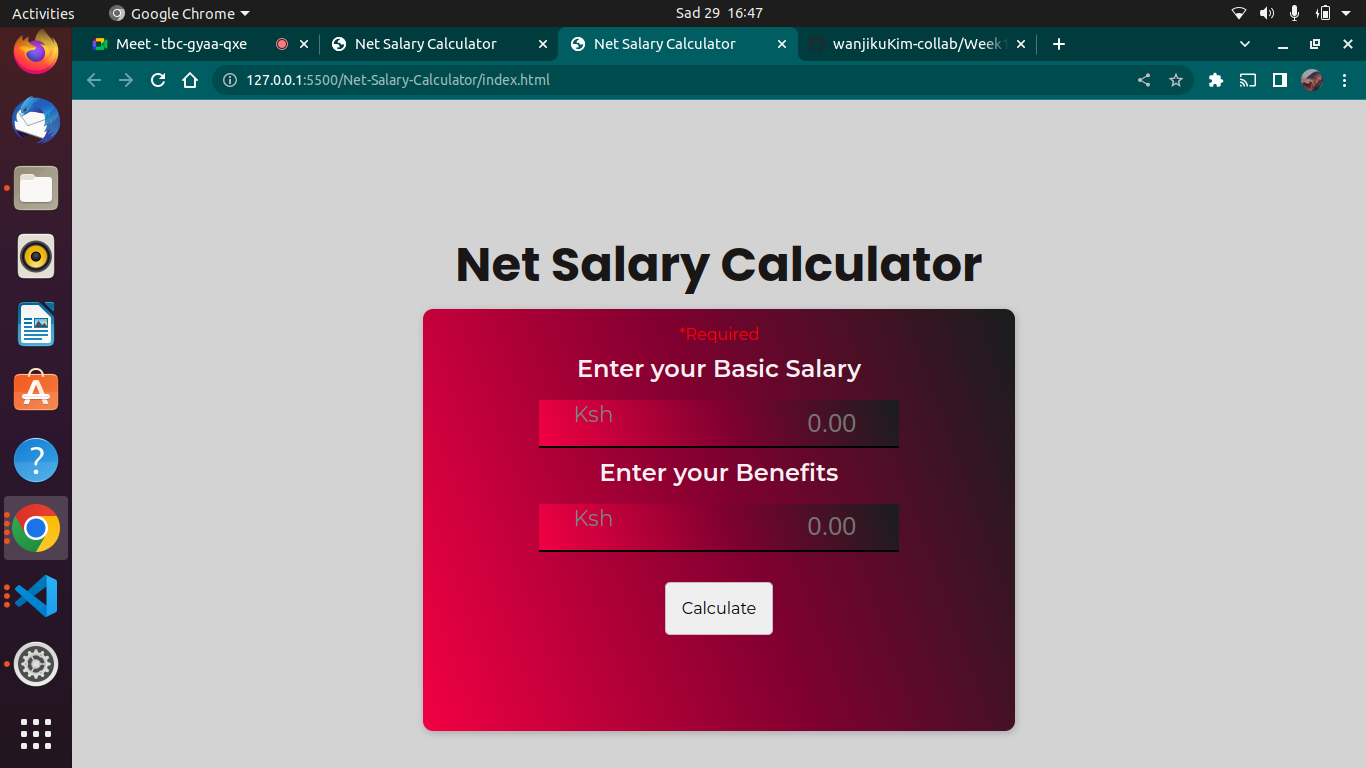 Activities
Google Chrome
Sad 29 16:47
Meet - tbc-gyaa-qxe
Net Salary Calculator
Net Salary Calculator
wanjikuKim-collab/Week1
127.0.0.1:5500/Net-Salary-Calculator/index.html
Net Salary Calculator
*Required
Enter your Basic Salary
Ksh 0.00
Enter your Benefits
Ksh 0.00
Calculate